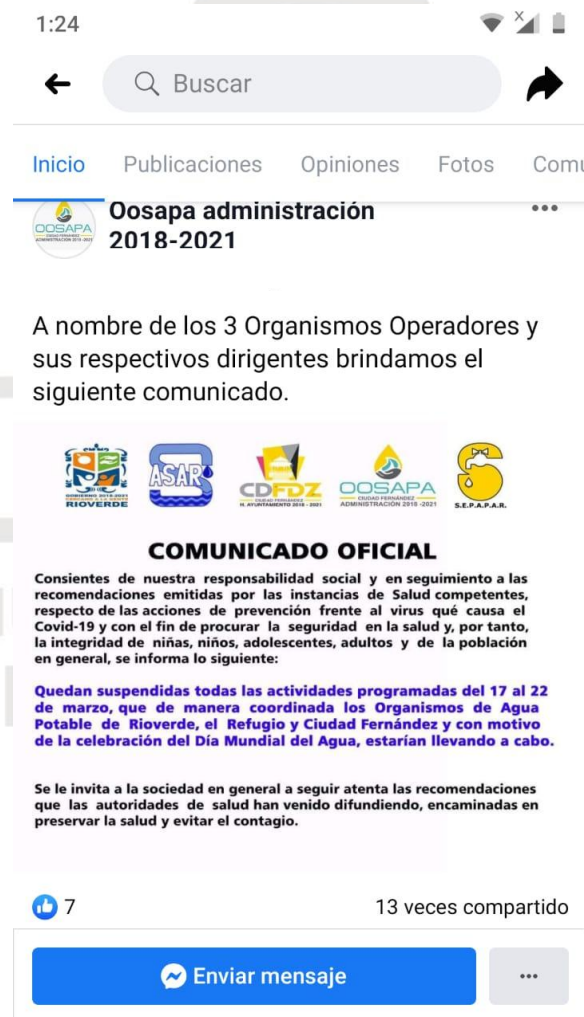 1:24
Buscar
Inicio Publicaciones Opiniones Fotos Comu
Oosapa administración
2018-2021
A nombre de los 3 Organismos Operadores y
sus respectivos dirigentes brindamos el
siguiente comunicado.
RIOVERDE
ASAR
CDFDZ
CIUDAD FERNÁNDEZ
H. AYUNTAMIENTO 2018 - 2021
OOSAPA
CIUDAD FERNÁNDEZ
ADMINISTRACIÓN 2018 -2021
S.E.P.A.P.A.R.
COMUNICADO OFICIAL
Consientes de nuestra responsabilidad social y en seguimiento a las
recomendaciones emitidas por las instancias de Salud competentes,
respecto de las acciones de prevención frente al virus qué causa el
Covid-19 y con el fin de procurar la seguridad en la salud y, por tanto,
la integridad de niñas, niños, adolescentes, adultos y de la población
en general, se informa lo siguiente:
Quedan suspendidas todas las actividades programadas del 17 al 22
de marzo, que de manera coordinada los Organismos de Agua
Potable de Rioverde, el Refugio y Ciudad Fernández y con motivo
de la celebración del Día Mundial del Agua, estarían llevando a cabo.
Se le invita a la sociedad en general a seguir atenta las recomendaciones
que las autoridades de salud han venido difundiendo, encaminadas en
preservar la salud y evitar el contagio.
7
13 veces compartido
Enviar mensaje